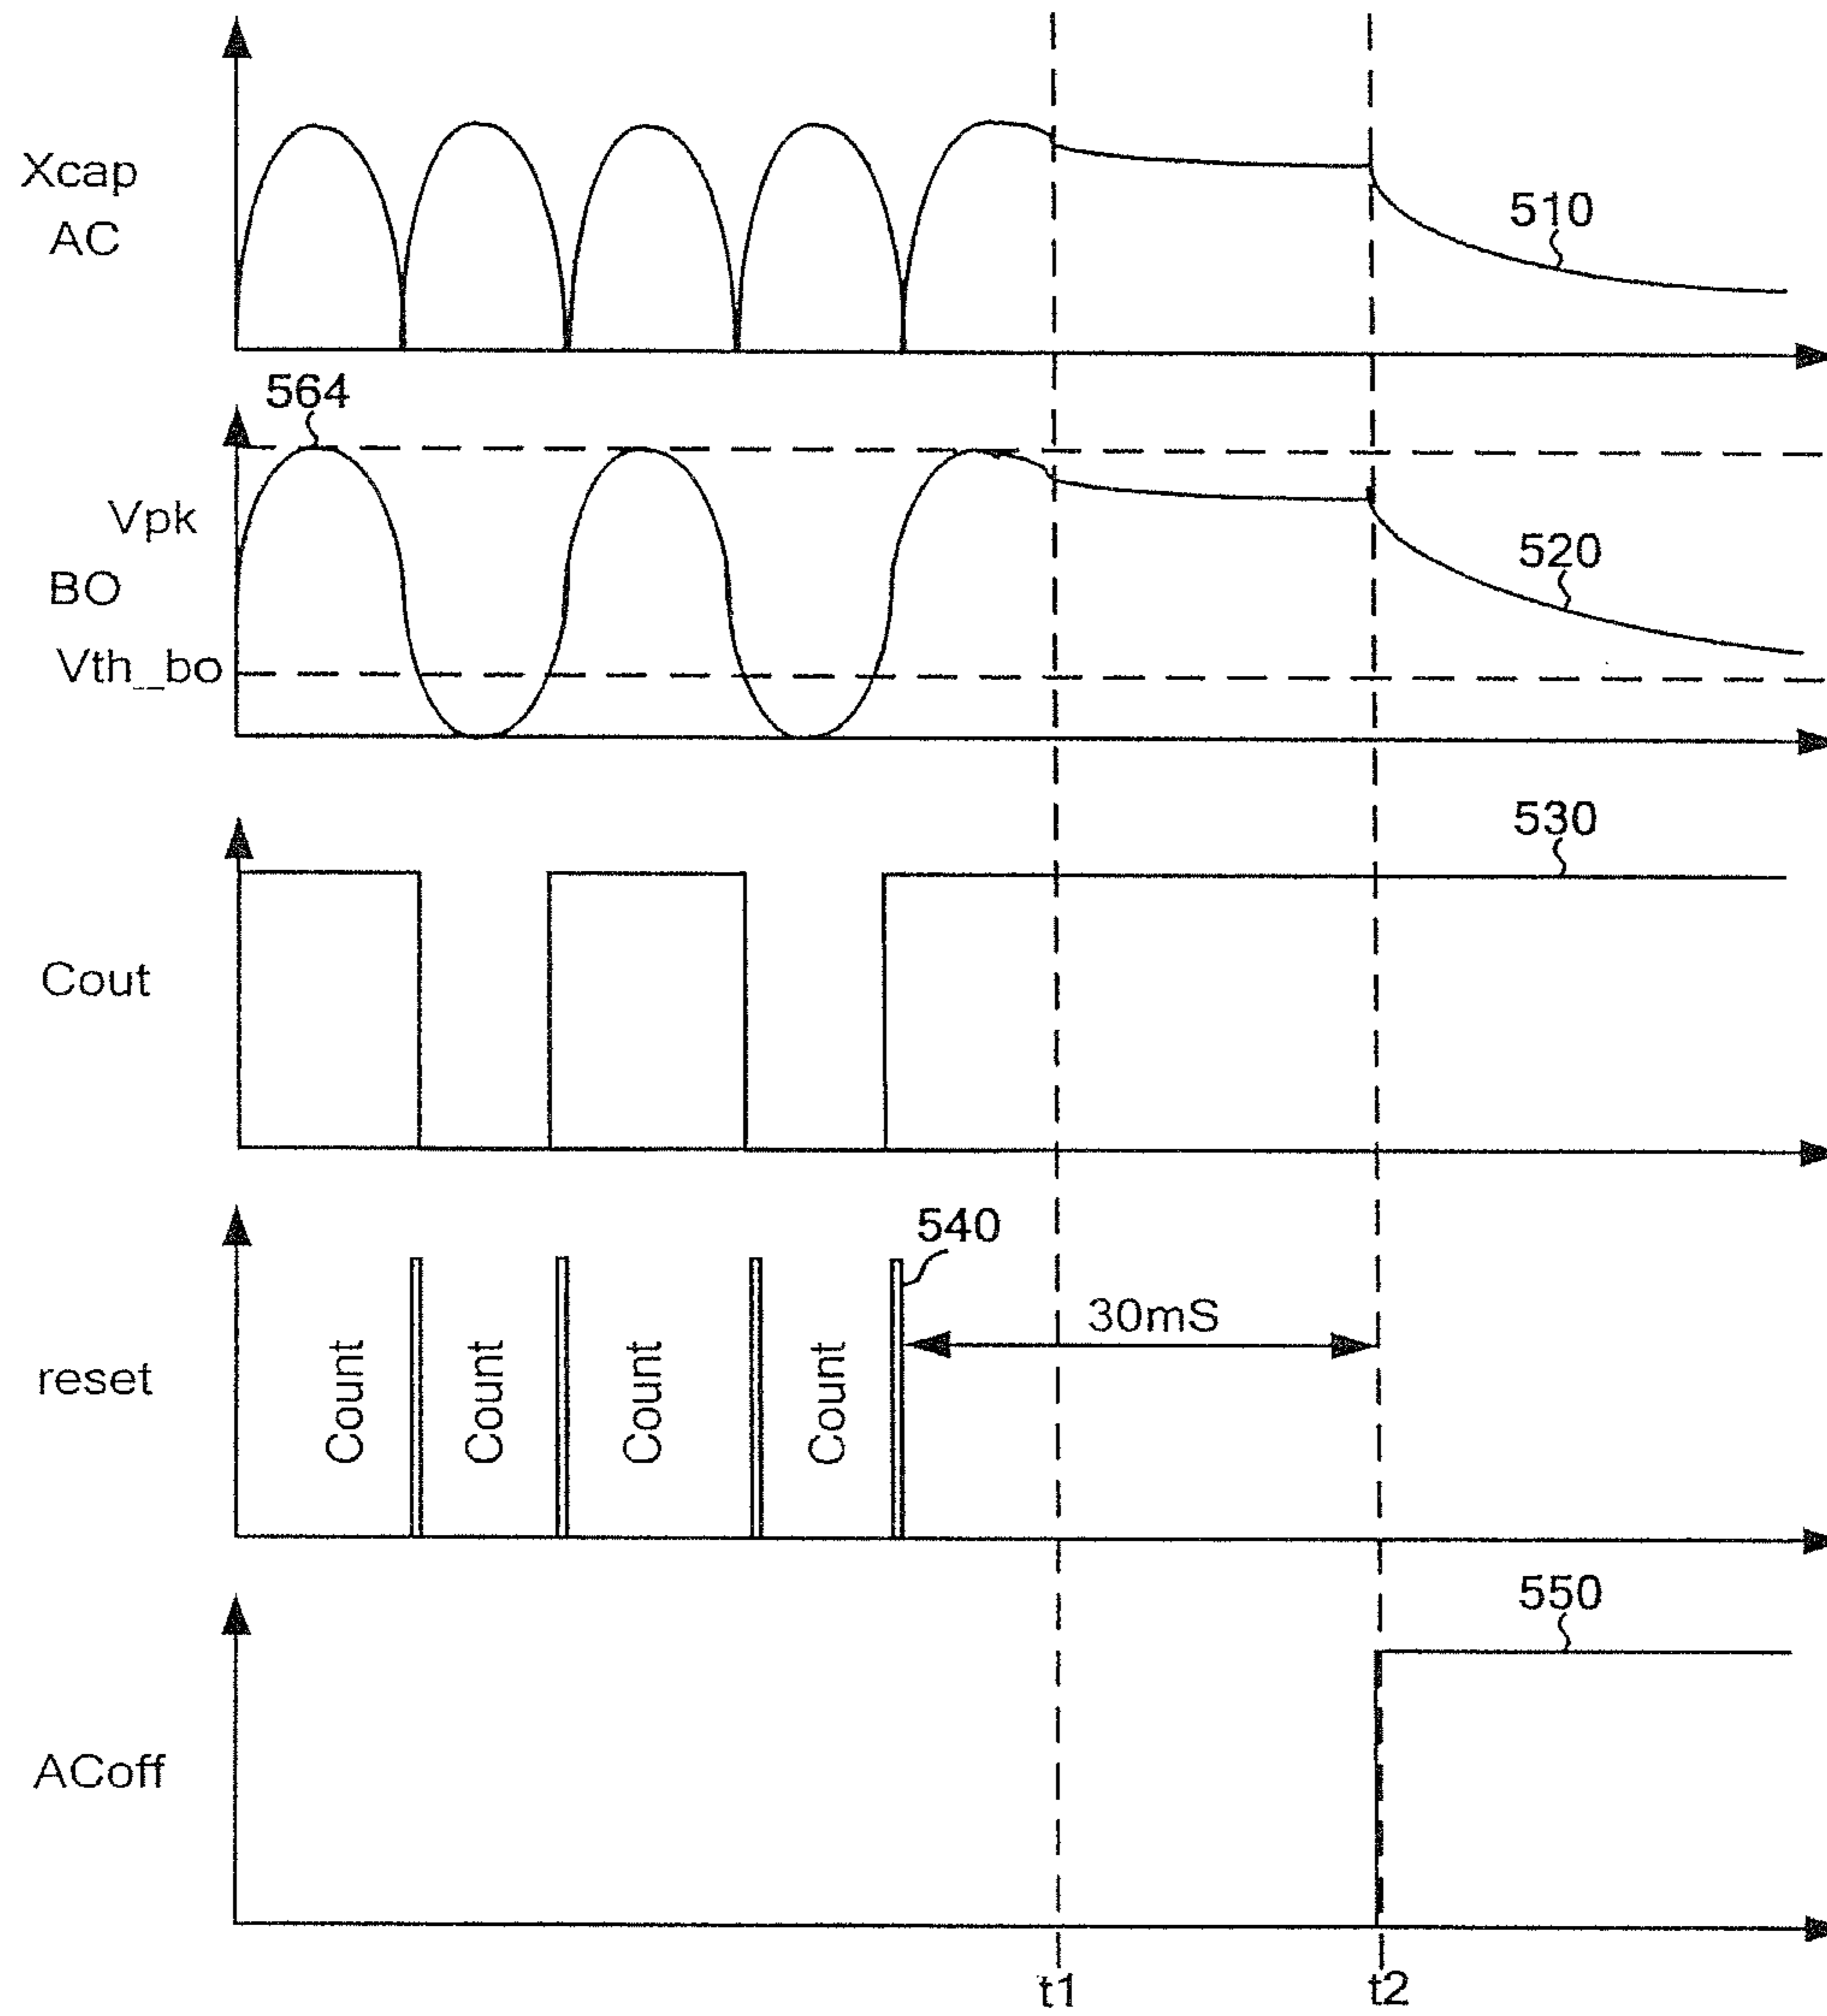 Xcap
AC
510
564
Vpk
BO
Vth_bo
520
Cout
530
reset
540
Count
Count
Count
Count
30mS
ACoff
550
t1
t2